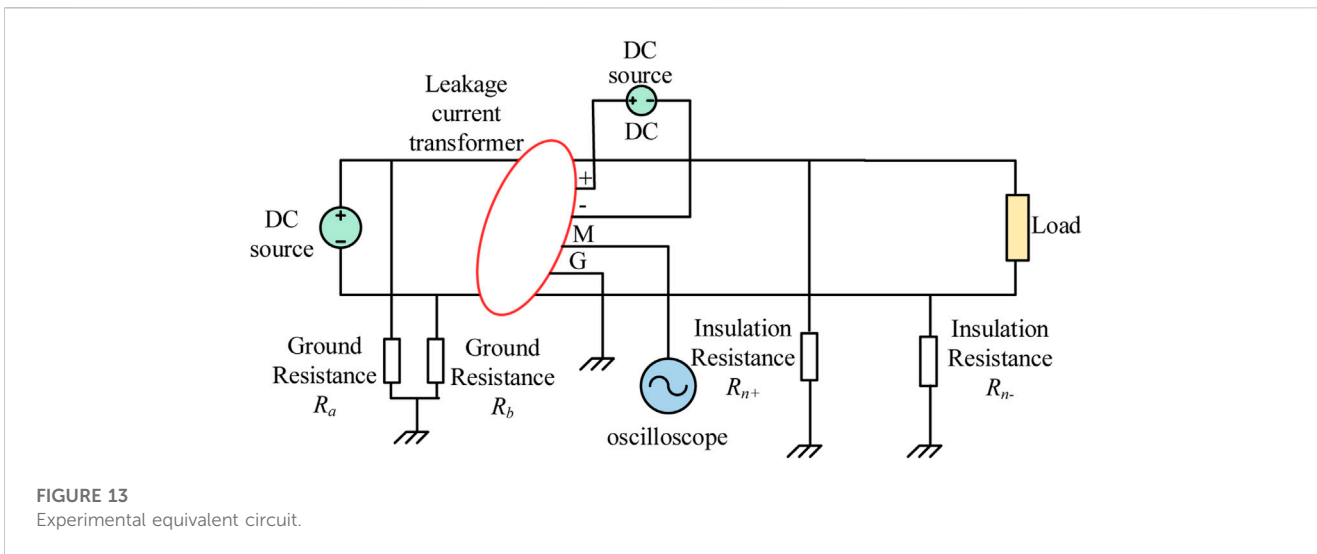 DC
source
+ -
DC
Leakage
current
transformer
+
-
M
G
DC
source
+
-
Load
Ground
Resistance
Ra
Ground
Resistance
Rb
oscilloscope
Insulation
Resistance
Rn+
Insulation
Resistance
Rn-
FIGURE 13
Experimental equivalent circuit.